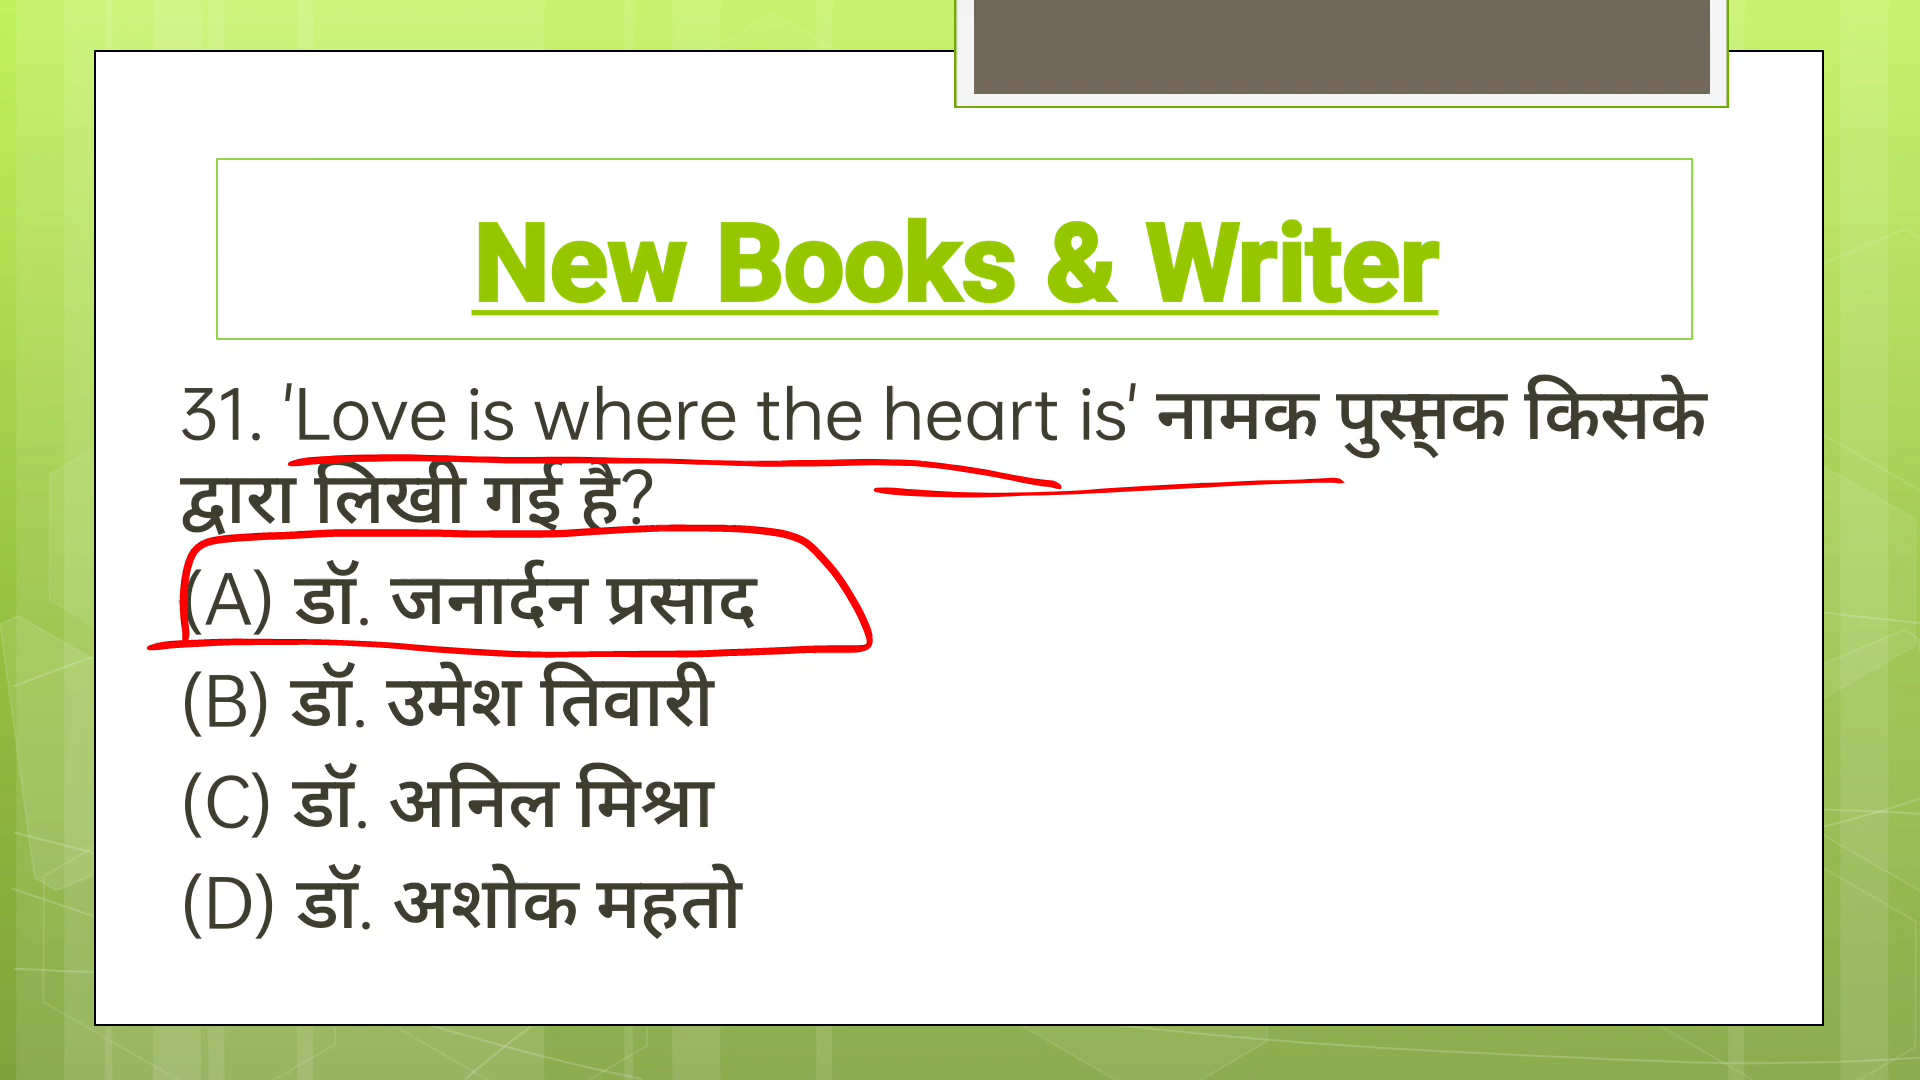 New Books & Writer
31. 'Love is where the heart is' नामक पुस्तक किसके
द्वारा लिखी गई है?
(A) डॉ. जनार्दन प्रसाद
(B) डॉ. उमेश तिवारी
(C) डॉ. अनिल मिश्रा
(D) डॉ. अशोक महतो